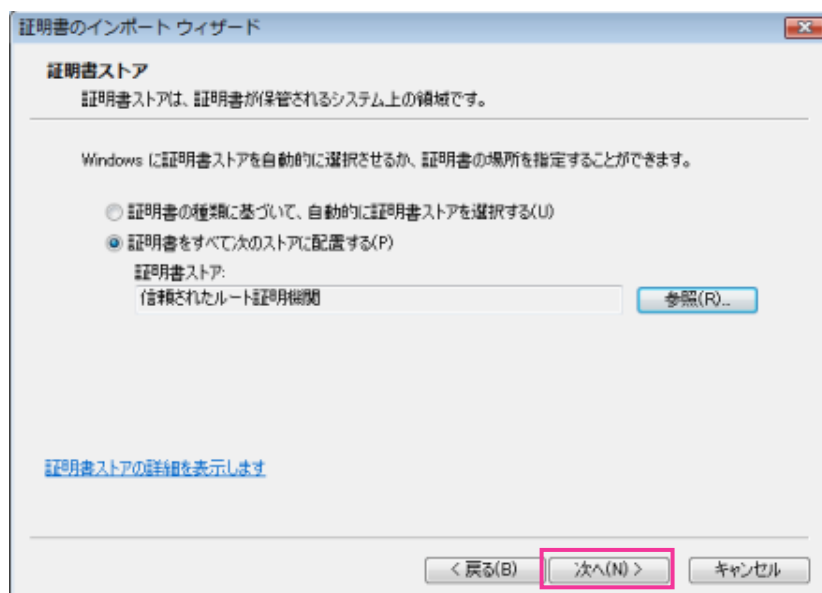 証明書のインポート ウィザード
証明書ストア
証明書ストアは、証明書が保管されるシステム上の領域です。
Windows に証明書ストアを自動的に選択させるか、証明書の場所を指定することができます。
証明書の種類に基づいて、自動的に証明書ストアを選択する(U)
証明書をすべて次のストアに配置する(P)
証明書ストア:
信頼されたルート証明機関
参照(R)...
証明書ストアの詳細を表示します
< 戻る(B)
次へ(N) >
キャンセル